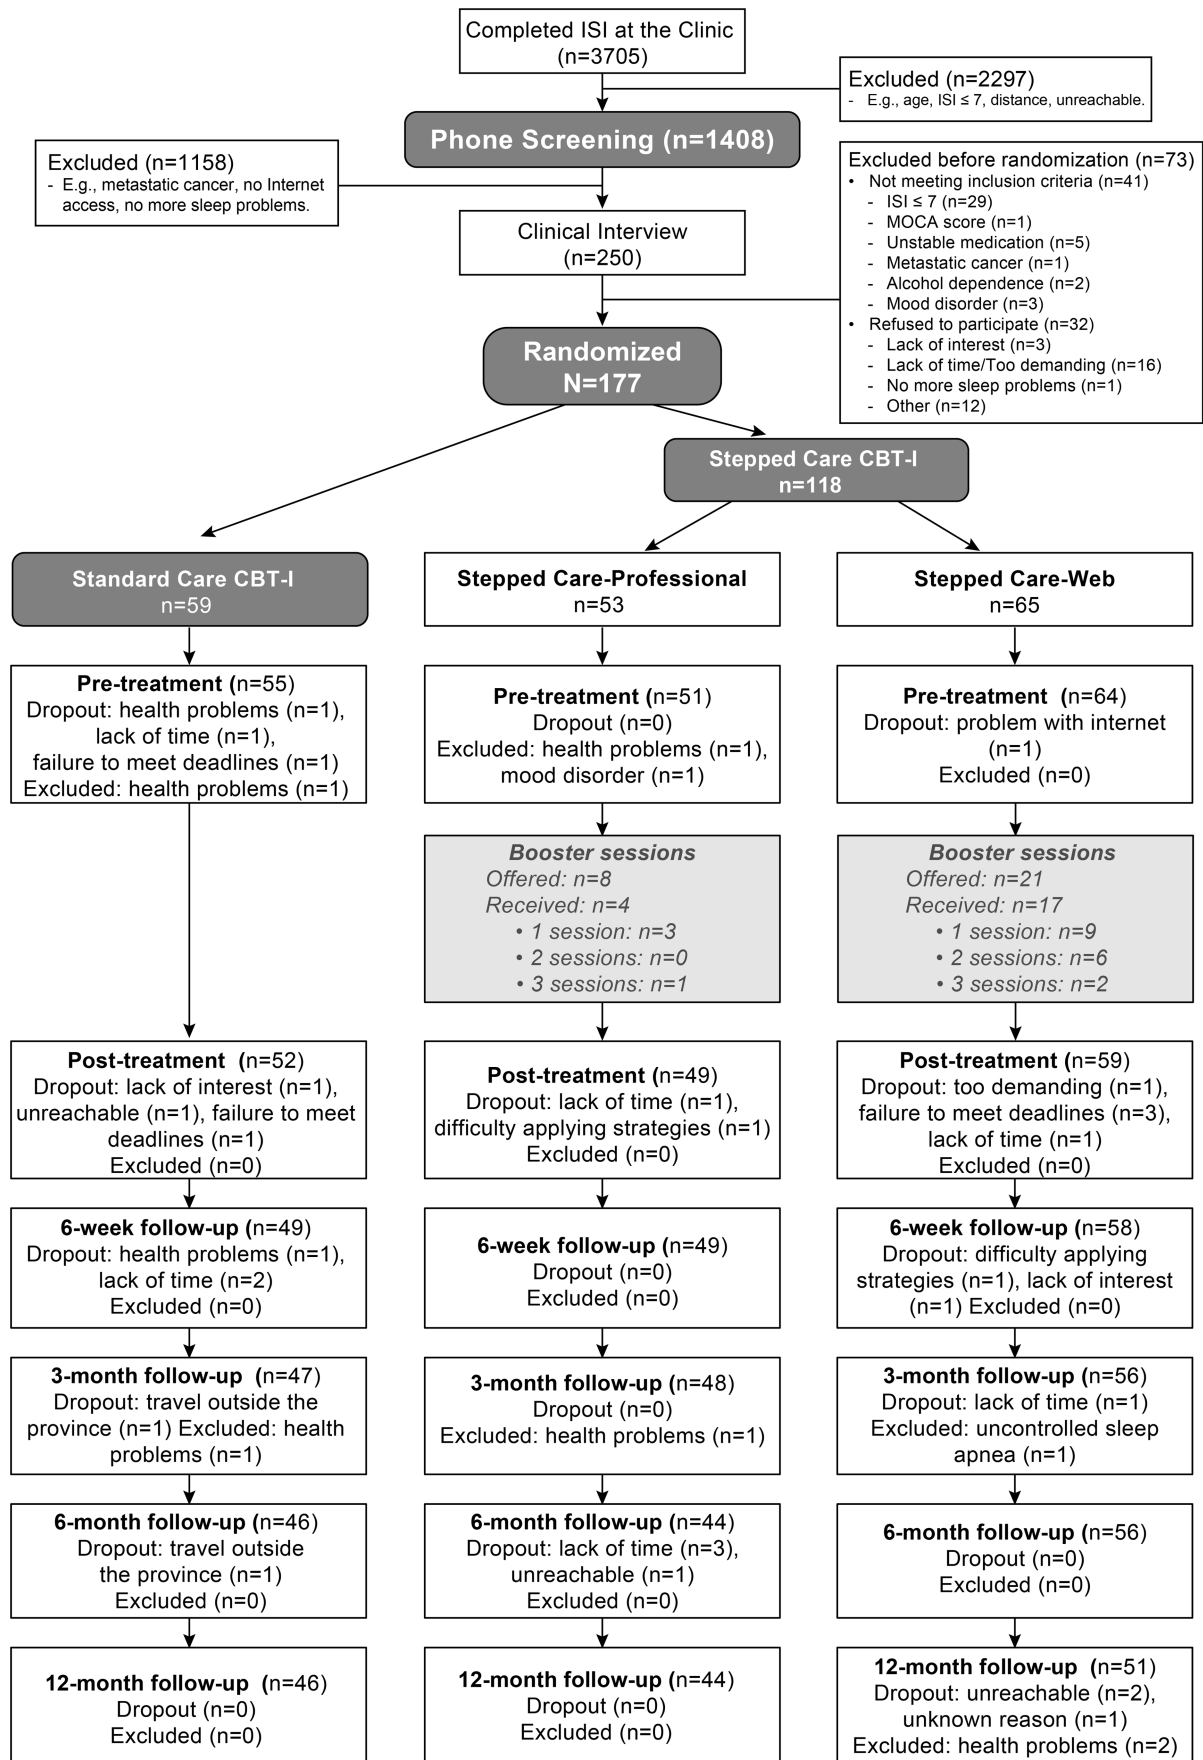 Completed ISI at the Clinic
(n=3705)
Excluded (n=2297)
- E.g., age, ISI ≤ 7, distance, unreachable.
Phone Screening (n=1408)
Excluded (n=1158)
- E.g., metastatic cancer, no Internet
access, no more sleep problems.
Excluded before randomization (n=73)
• Not meeting inclusion criteria (n=41)
- ISI ≤ 7 (n=29)
- MOCA score (n=1)
- Unstable medication (n=5)
- Metastatic cancer (n=1)
- Alcohol dependence (n=2)
- Mood disorder (n=3)
• Refused to participate (n=32)
- Lack of interest (n=3)
- Lack of time/Too demanding (n=16)
- No more sleep problems (n=1)
- Other (n=12)
Clinical Interview
(n=250)
Randomized
N=177
Stepped Care CBT-I
n=118
Standard Care CBT-I
n=59
Stepped Care-Professional
n=53
Stepped Care-Web
n=65
Pre-treatment (n=55)
Dropout: health problems (n=1),
lack of time (n=1),
failure to meet deadlines (n=1)
Excluded: health problems (n=1)
Pre-treatment (n=51)
Dropout (n=0)
Excluded: health problems (n=1),
mood disorder (n=1)
Pre-treatment (n=64)
Dropout: problem with internet
(n=1)
Excluded (n=0)
Booster sessions
Offered: n=8
Received: n=4
• 1 session: n=3
• 2 sessions: n=0
• 3 sessions: n=1
Booster sessions
Offered: n=21
Received: n=17
• 1 session: n=9
• 2 sessions: n=6
• 3 sessions: n=2
Post-treatment (n=52)
Dropout: lack of interest (n=1),
unreachable (n=1), failure to meet
deadlines (n=1)
Excluded (n=0)
Post-treatment (n=49)
Dropout: lack of time (n=1),
difficulty applying strategies (n=1)
Excluded (n=0)
Post-treatment (n=59)
Dropout: too demanding (n=1),
failure to meet deadlines (n=3),
lack of time (n=1)
Excluded (n=0)
6-week follow-up (n=49)
Dropout: health problems (n=1),
lack of time (n=2)
Excluded (n=0)
6-week follow-up (n=49)
Dropout (n=0)
Excluded (n=0)
6-week follow-up (n=58)
Dropout: difficulty applying
strategies (n=1), lack of interest
(n=1) Excluded (n=0)
3-month follow-up (n=47)
Dropout: travel outside the
province (n=1) Excluded: health
problems (n=1)
3-month follow-up (n=48)
Dropout (n=0)
Excluded: health problems (n=1)
3-month follow-up (n=56)
Dropout: lack of time (n=1)
Excluded: uncontrolled sleep
apnea (n=1)
6-month follow-up (n=46)
Dropout: travel outside
the province (n=1)
Excluded (n=0)
6-month follow-up (n=44)
Dropout: lack of time (n=3),
unreachable (n=1)
Excluded (n=0)
6-month follow-up (n=56)
Dropout (n=0)
Excluded (n=0)
12-month follow-up (n=46)
Dropout (n=0)
Excluded (n=0)
12-month follow-up (n=44)
Dropout (n=0)
Excluded (n=0)
12-month follow-up (n=51)
Dropout: unreachable (n=2),
unknown reason (n=1)
Excluded: health problems (n=2)